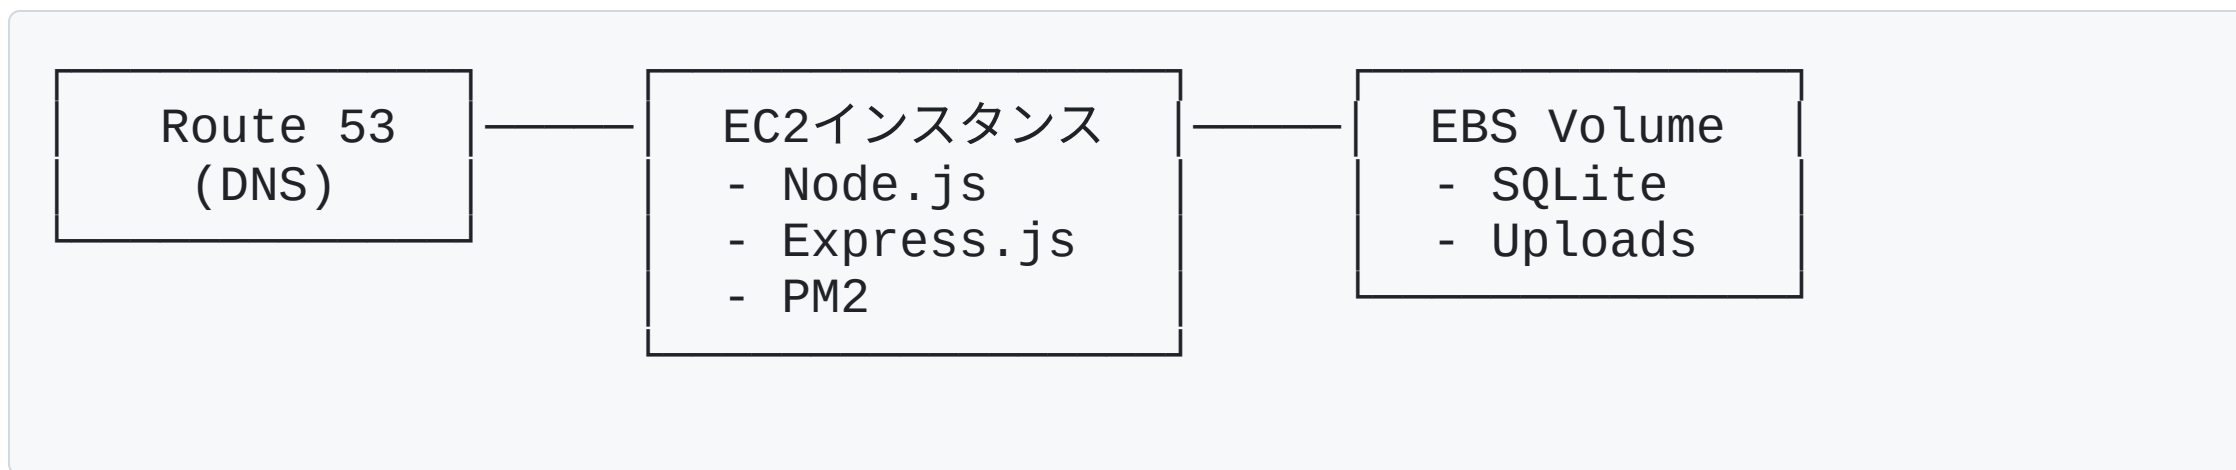 Route 53
(DNS)
EC2インスタンス
- Node.js
- Express.js
- PM2
EBS Volume
- SQLite
- Uploads